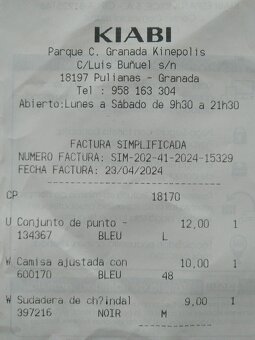 KIABI
Parque C. Granada Kinepolis
C/Luis Buñuel s/n
18197 Pulianas - Granada
Tel : 958 163 304
Abierto:Lunes a Sábado de 9h30 a 21h30
FACTURA SIMPLIFICADA
NUMERO FACTURA: SIM-202-41-2024-15329
FECHA FACTURA: 23/04/2024
--------------------------------
CP 18170
--------------------------------
U Conjunto de punto - 12,00 1
134367 BLEU L
W Camisa ajustada con 10,00 1
600170 BLEU 48
W Sudadera de ch?indal 9,00 1
397216 NOIR M